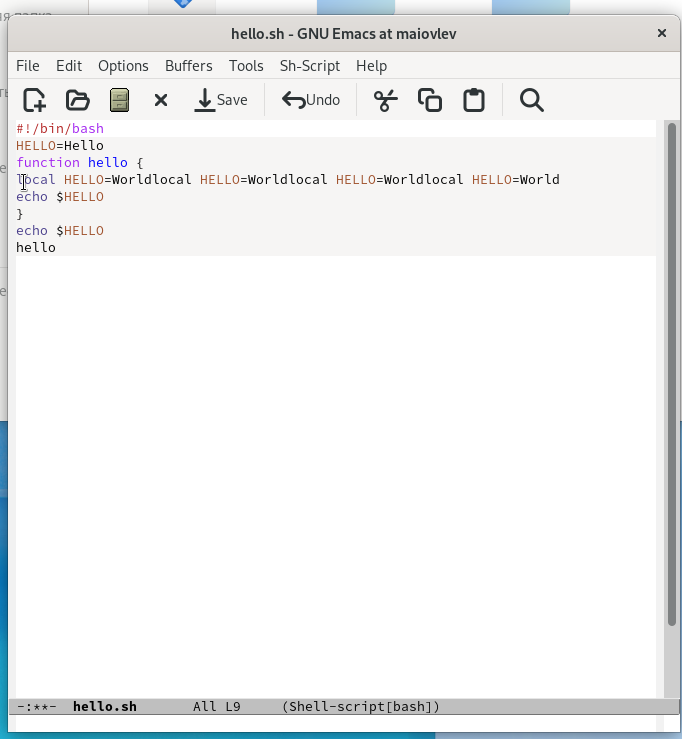 hello.sh - GNU Emacs at maiovlev
File Edit Options Buffers Tools Sh-Script Help
Save Undo
#!/bin/bash
HELLO=Hello
function hello {
local HELLO=Worldlocal HELLO=Worldlocal HELLO=Worldlocal HELLO=World
echo $HELLO
}
echo $HELLO
hello
-:**- hello.sh All L9 (Shell-script[bash])